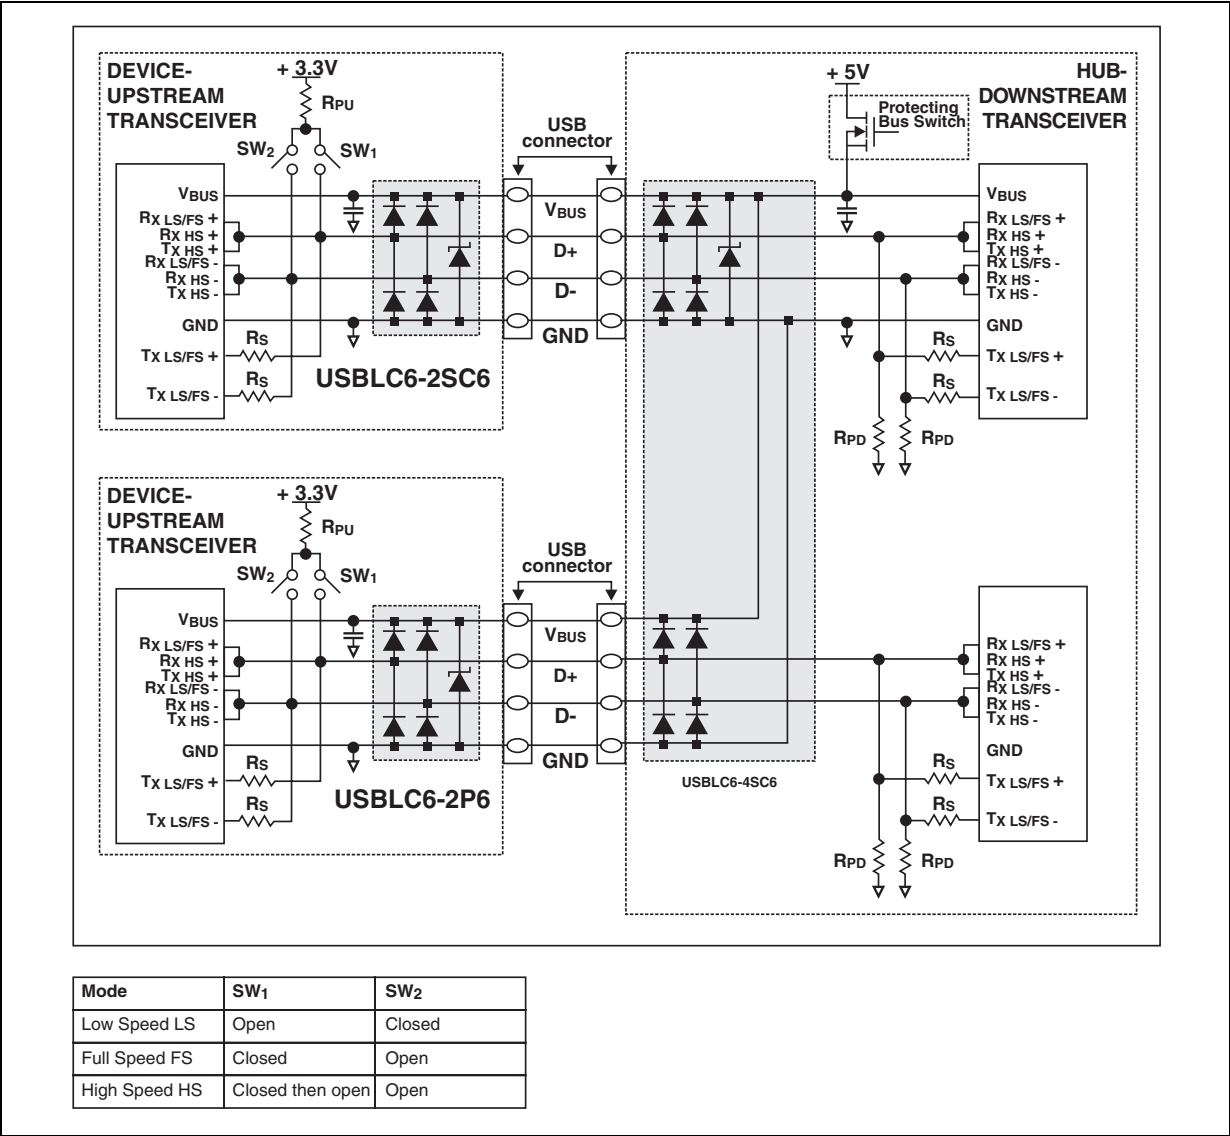 DEVICE-
UPSTREAM
TRANSCEIVER
+ 3.3V
RPU
SW2
SW1
VBUS
RX LS/FS +
RX HS +
TX HS +
RX LS/FS -
RX HS -
TX HS -
GND
TX LS/FS +
TX LS/FS -
RS
RS
USBLC6-2SC6
USB
connector
VBUS
D+
D-
GND
HUB-
DOWNSTREAM
TRANSCEIVER
+ 5V
Protecting
Bus Switch
VBUS
RX LS/FS +
RX HS +
TX HS +
RX LS/FS -
RX HS -
TX HS -
GND
TX LS/FS +
TX LS/FS -
RS
RS
RPD
RPD
DEVICE-
UPSTREAM
TRANSCEIVER
+ 3.3V
RPU
SW2
SW1
VBUS
RX LS/FS +
RX HS +
TX HS +
RX LS/FS -
RX HS -
TX HS -
GND
TX LS/FS +
TX LS/FS -
RS
RS
USBLC6-2P6
USB
connector
VBUS
D+
D-
GND
USBLC6-4SC6
RX LS/FS +
RX HS +
TX HS +
RX LS/FS -
RX HS -
TX HS -
GND
TX LS/FS +
TX LS/FS -
RS
RS
RPD
RPD
Mode SW1 SW2
Low Speed LS Open Closed
Full Speed FS Closed Open
High Speed HS Closed then open Open